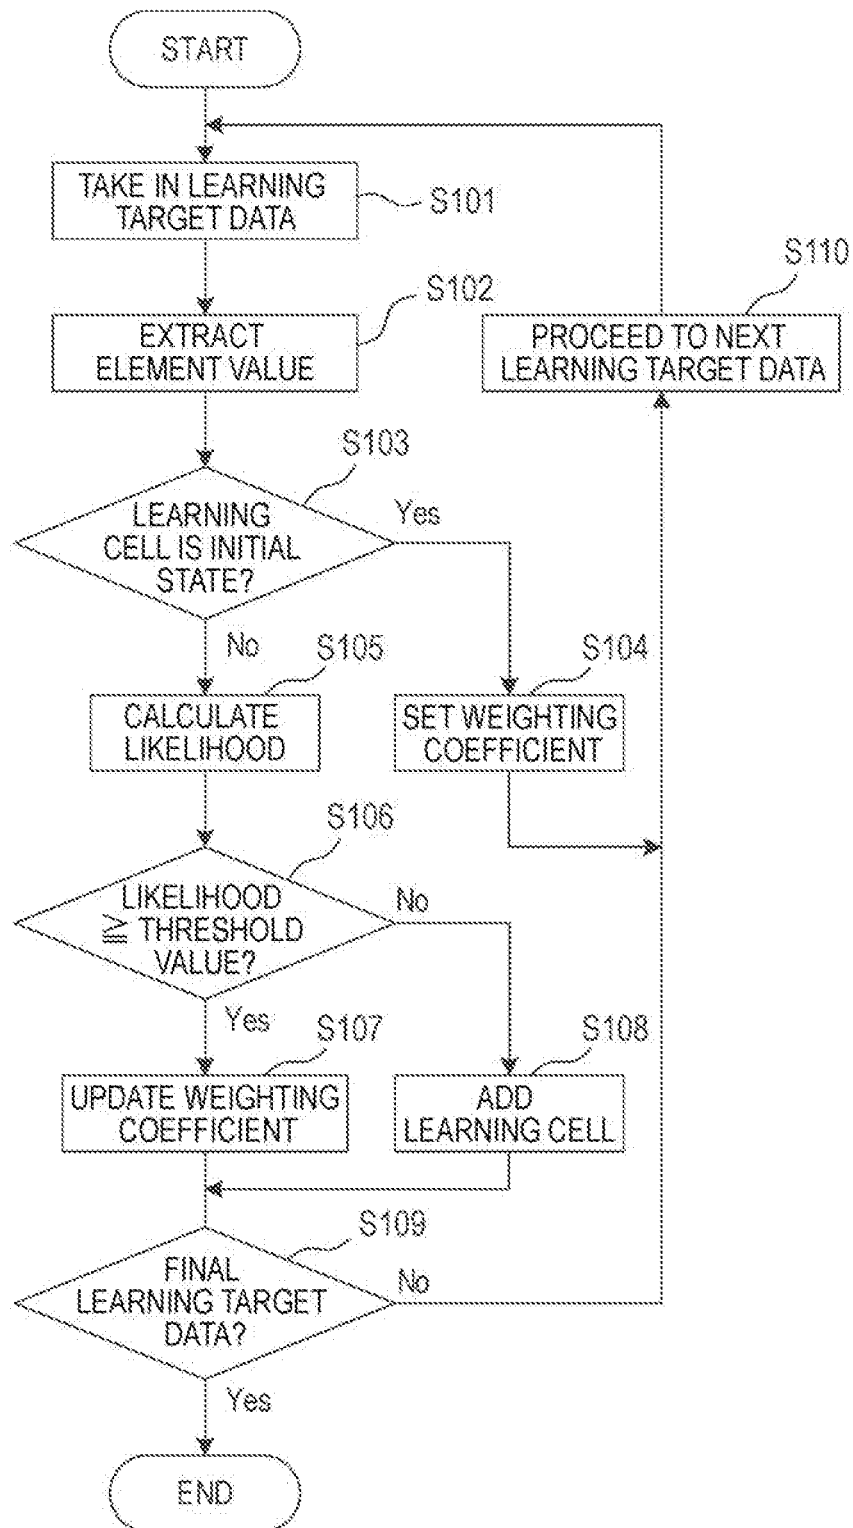 START
TAKE IN LEARNING
TARGET DATA
S101
S110
EXTRACT
ELEMENT VALUE
S102
PROCEED TO NEXT
LEARNING TARGET DATA
S103
LEARNING
CELL IS INITIAL
STATE?
Yes
No
S105
CALCULATE
LIKELIHOOD
S104
SET WEIGHTING
COEFFICIENT
S106
LIKELIHOOD
≧ THRESHOLD
VALUE?
No
Yes
S107
UPDATE WEIGHTING
COEFFICIENT
S108
ADD
LEARNING CELL
S109
FINAL
LEARNING TARGET
DATA?
No
Yes
END